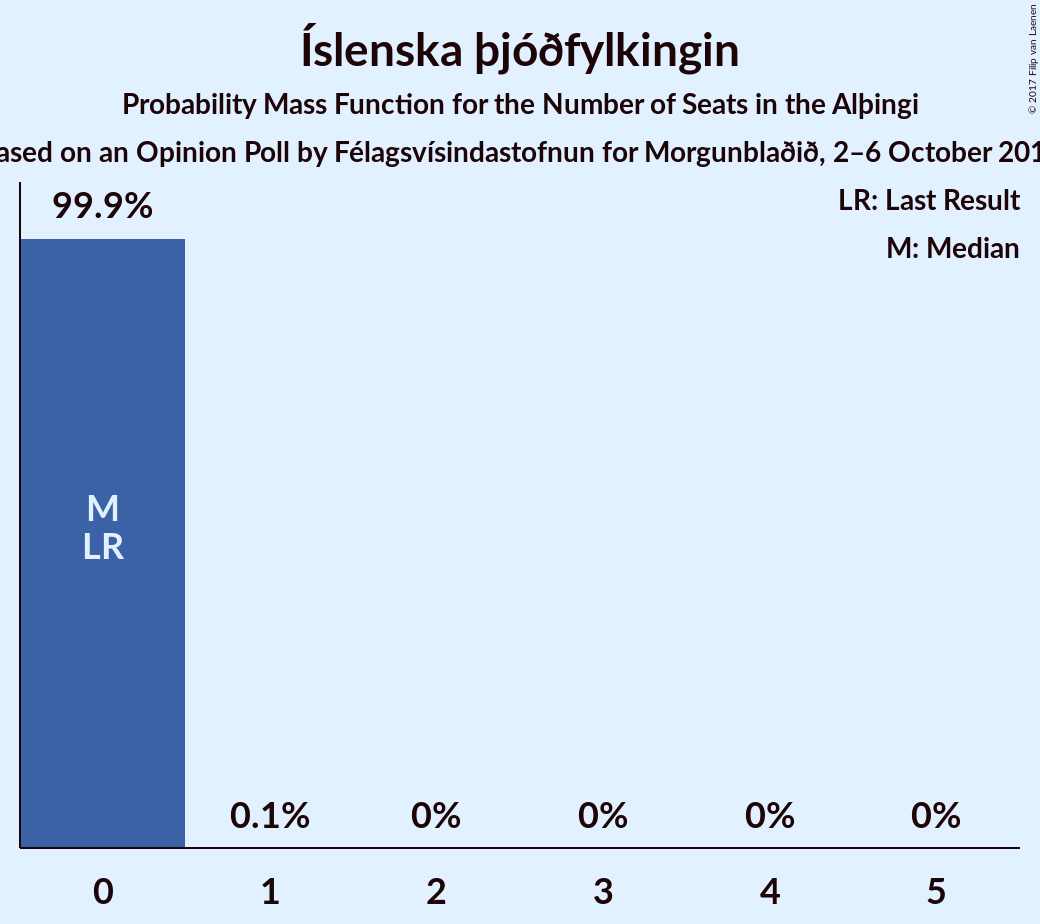 Íslenska þjóðfylkingin
Probability Mass Function for the Number of Seats in the Alþingi
ased on an Opinion Poll by Félagsvísindastofnun for Morgunblaðið, 2–6 October 201
© 2017 Filip van Laenen
LR: Last Result
M: Median
99.9%
M
LR
0.1%
0%
0%
0%
0%
0
1
2
3
4
5